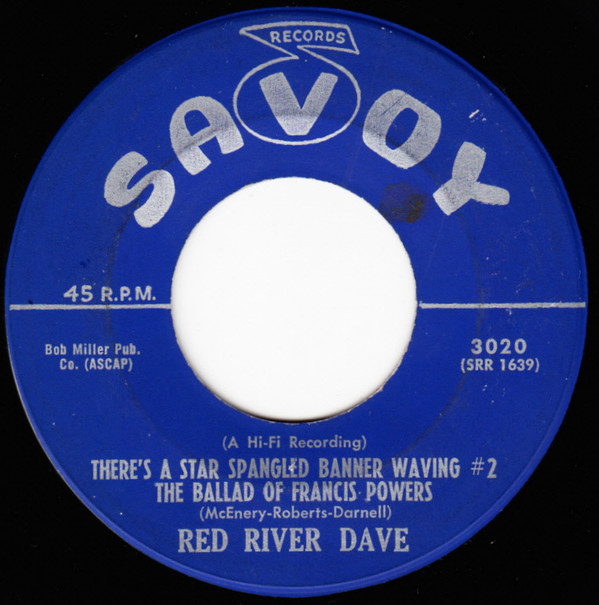 RECORDS
SAVOY
45 R.P.M.
Bob Miller Pub.
Co. (ASCAP)
3020
(SRR 1639)
(A Hi-Fi Recording)
THERE'S A STAR SPANGLED BANNER WAVING #2
THE BALLAD OF FRANCIS POWERS
(McEnery-Roberts-Darnell)
RED RIVER DAVE